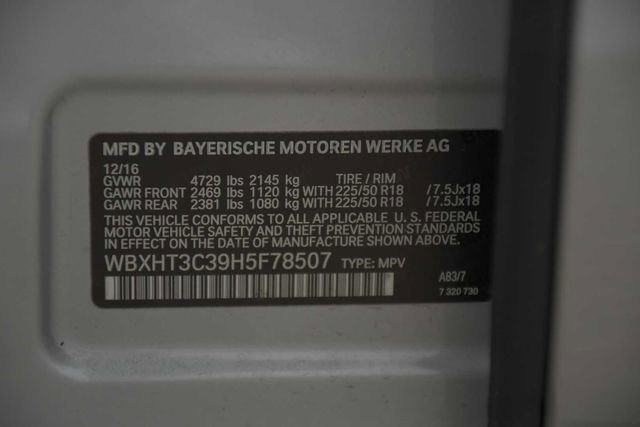 MFD BY BAYERISCHE MOTOREN WERKE AG
12/16
GVWR 4729 lbs 2145 kg TIRE / RIM
GAWR FRONT 2469 lbs 1120 kg WITH 225/50 R18 /7.5Jx18
GAWR REAR 2381 lbs 1080 kg WITH 225/50 R18 /7.5Jx18
THIS VEHICLE CONFORMS TO ALL APPLICABLE U. S. FEDERAL
MOTOR VEHICLE SAFETY AND THEFT PREVENTION STANDARDS
IN EFFECT ON THE DATE OF MANUFACTURE SHOWN ABOVE.
WBXHT3C39H5F78507 TYPE: MPV
A83/7
7 320 730